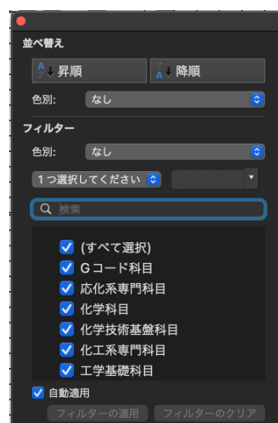 並べ替え
昇順
降順
色別: なし
フィルター
色別: なし
1つ選択してください
検索
(すべて選択)
Gコード科目
応化系専門科目
化学科目
化学技術基盤科目
化工系専門科目
工学基礎科目
自動適用
フィルターの適用 フィルターのクリア